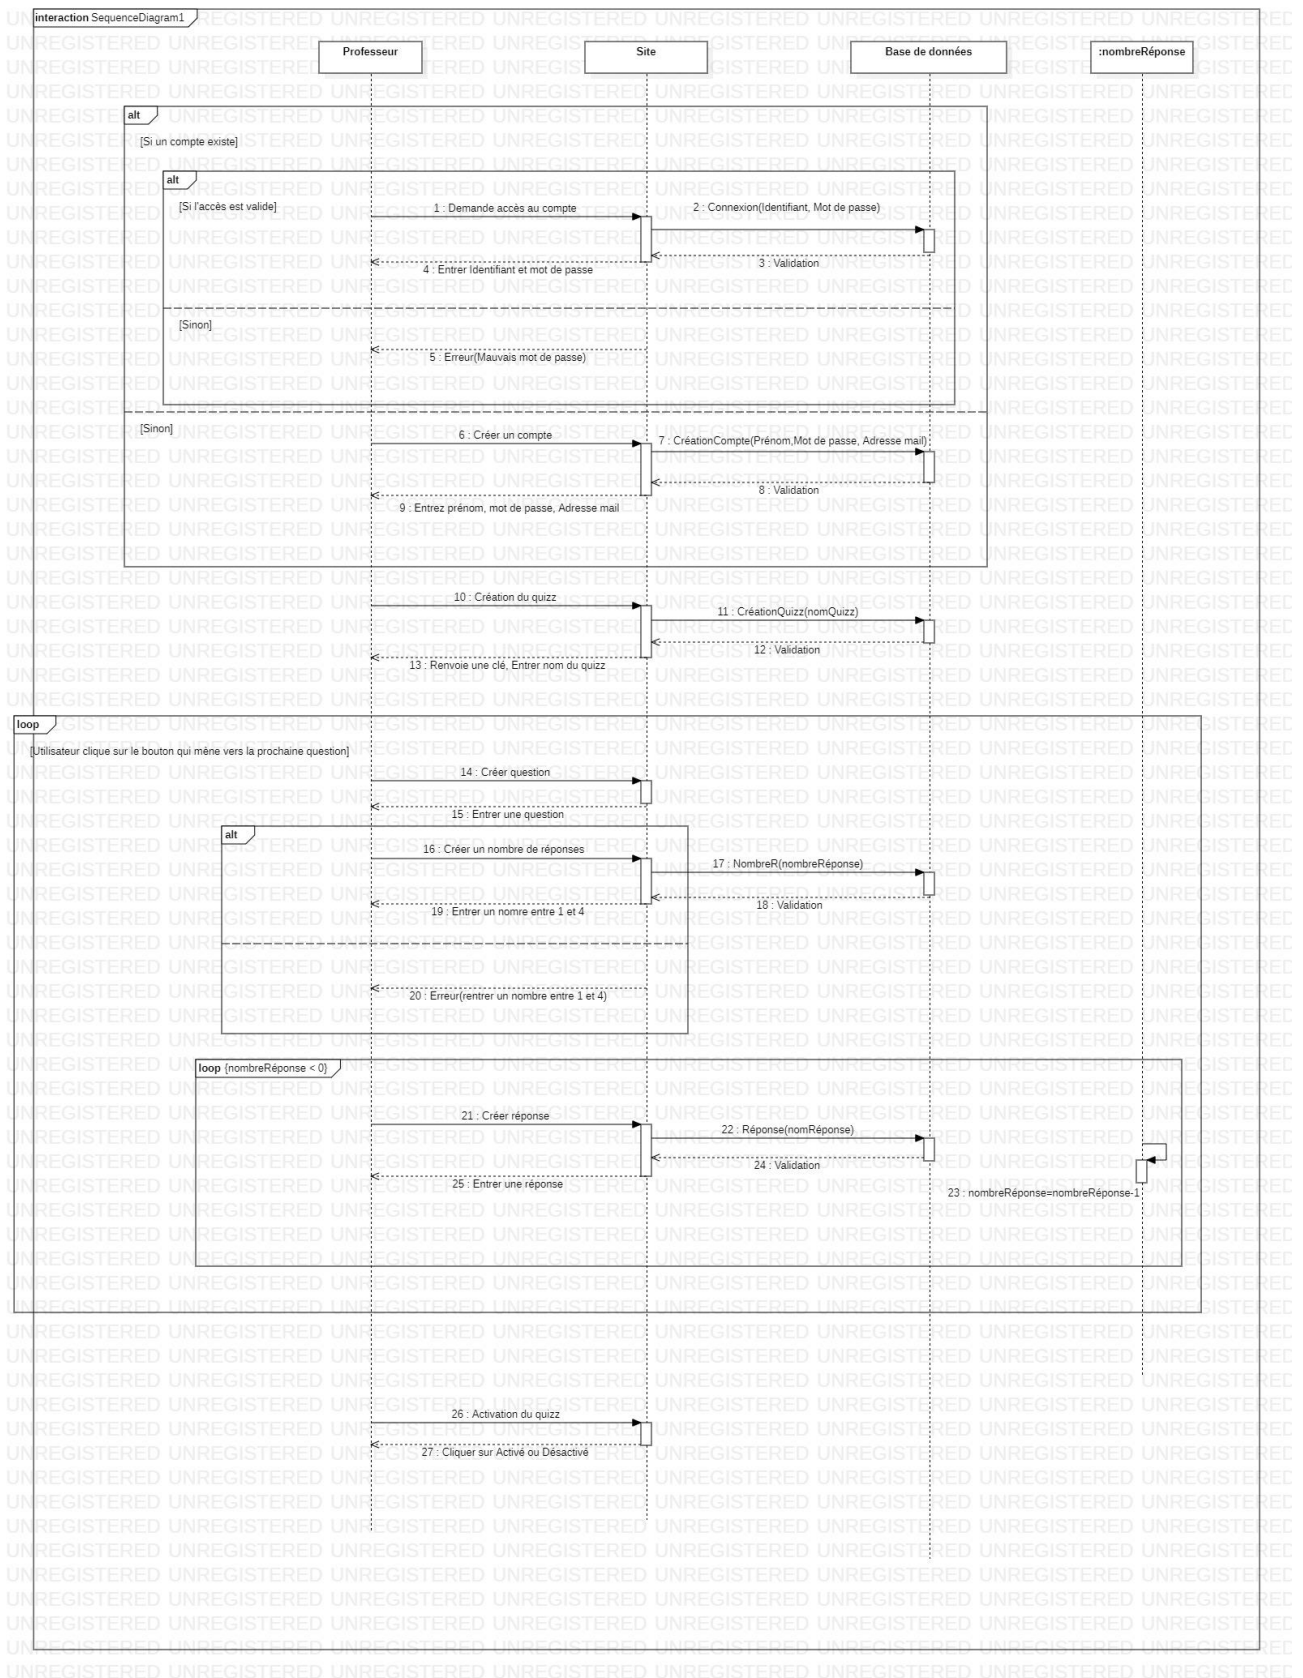 interaction SequenceDiagram1
Professeur
Site
Base de données
:nombreRéponse
alt
[Si un compte existe]
alt
[Si l'accès est valide]
1 : Demande accès au compte
2 : Connexion(Identifiant, Mot de passe)
3 : Validation
4 : Entrer Identifiant et mot de passe
[Sinon]
5 : Erreur(Mauvais mot de passe)
[Sinon]
6 : Créer un compte
7 : CréationCompte(Prénom,Mot de passe, Adresse mail)
8 : Validation
9 : Entrez prénom, mot de passe, Adresse mail
10 : Création du quizz
11 : CréationQuizz(nomQuizz)
12 : Validation
13 : Renvoie une clé, Entrer nom du quizz
loop
[Utilisateur clique sur le bouton qui mène vers la prochaine question]
14 : Créer question
15 : Entrer une question
alt
16 : Créer un nombre de réponses
17 : NombreR(nombreRéponse)
18 : Validation
19 : Entrer un nomre entre 1 et 4
20 : Erreur(rentrer un nombre entre 1 et 4)
loop {nombreRéponse < 0}
21 : Créer réponse
22 : Réponse(nomRéponse)
24 : Validation
25 : Entrer une réponse
23 : nombreRéponse=nombreRéponse-1
26 : Activation du quizz
27 : Cliquer sur Activé ou Désactivé
UNREGISTERED